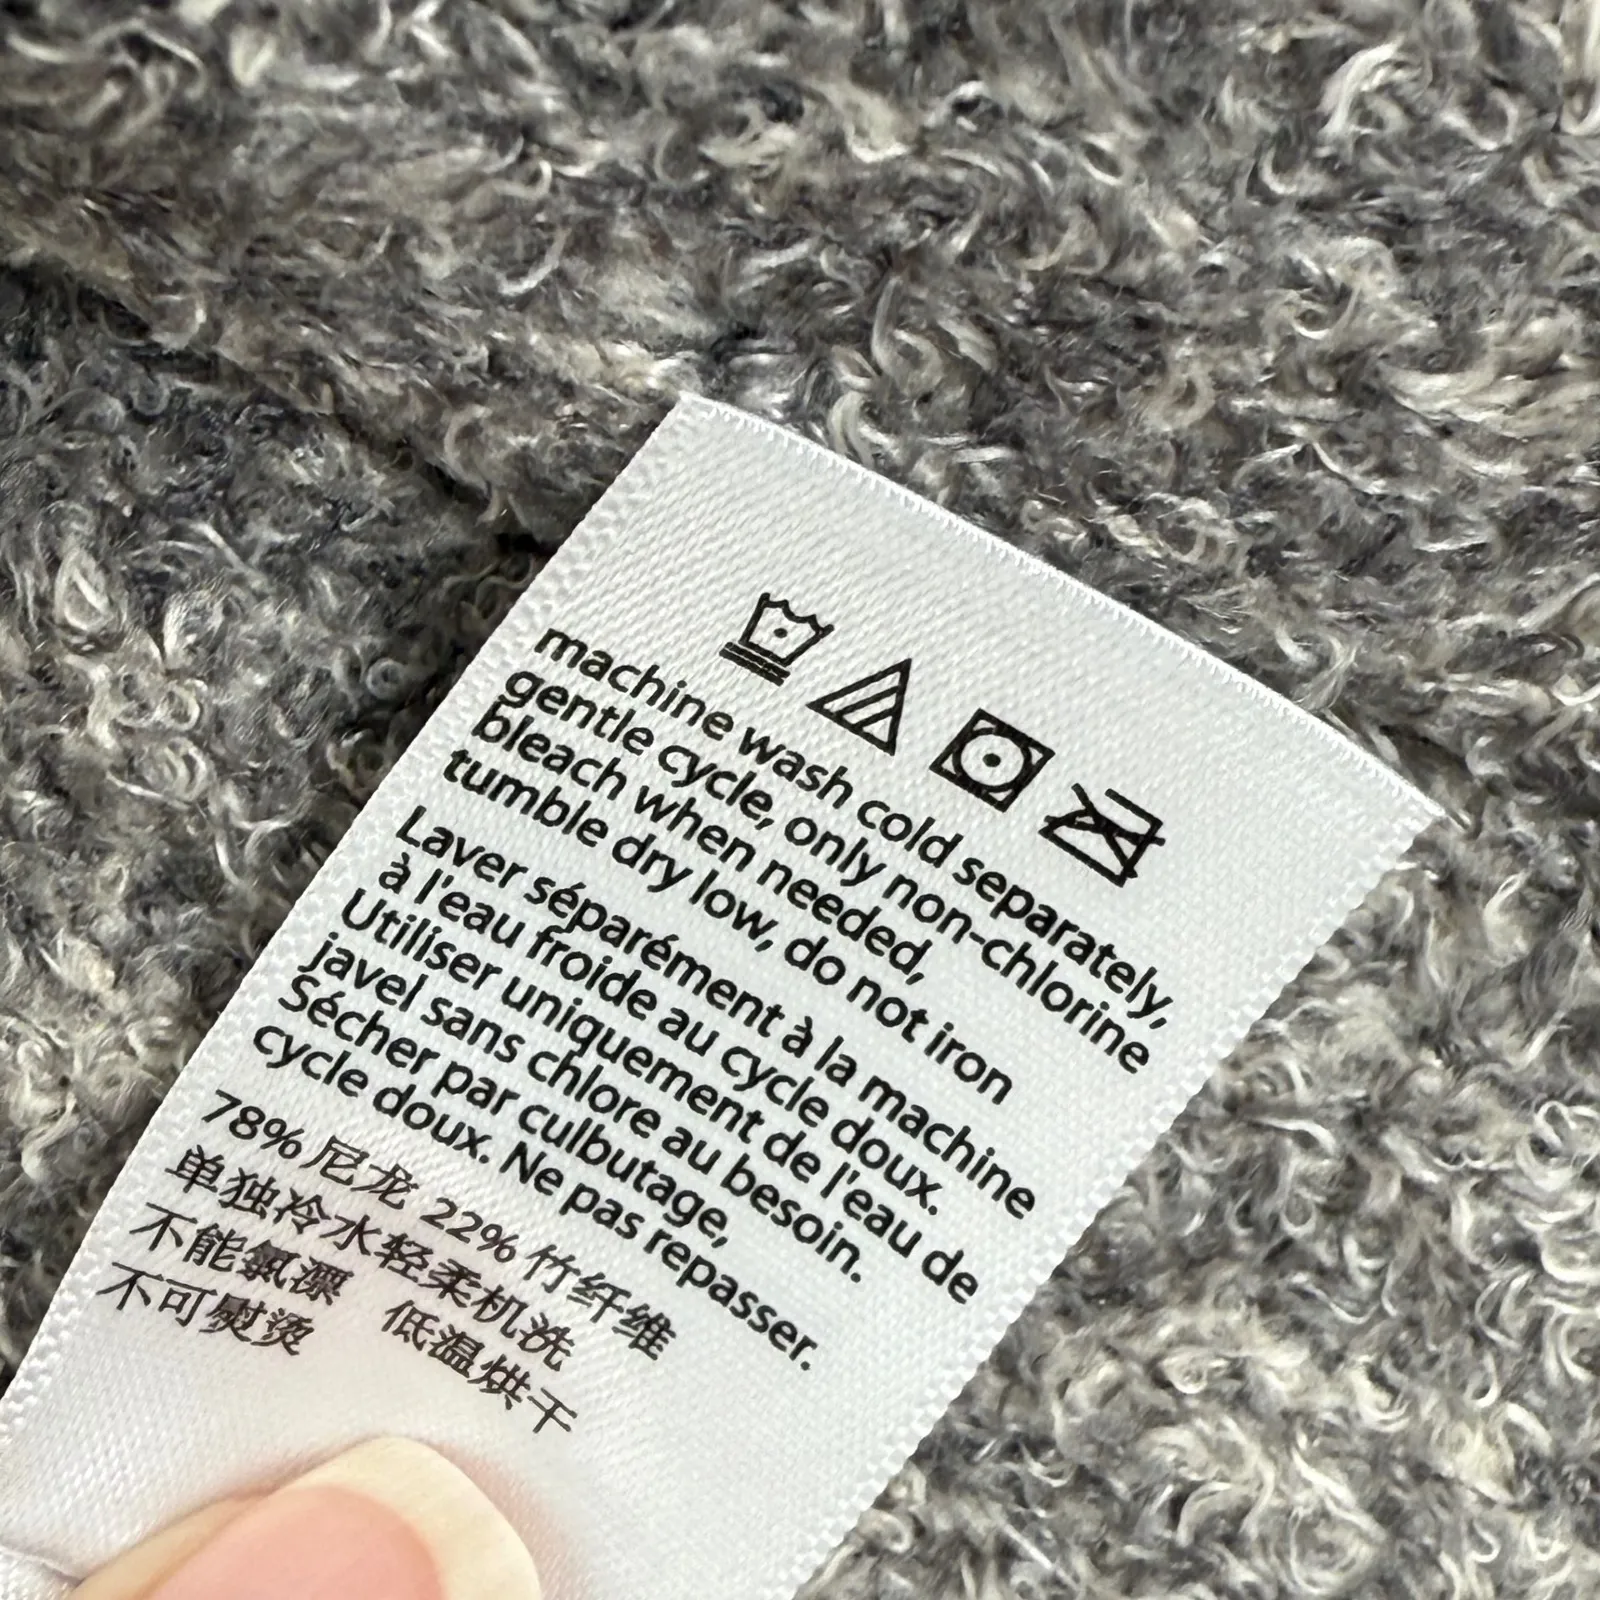 machine wash cold separately,
gentle cycle, only non-chlorine
bleach when needed,
tumble dry low, do not iron
Laver séparément à la machine
à l'eau froide au cycle doux.
Utiliser uniquement de l'eau de
javel sans chlore au besoin.
Sécher par culbutage,
cycle doux. Ne pas repasser.
78% 尼龙 22% 竹纤维
单独冷水轻柔机洗
不能氯漂 低温烘干
不可熨烫